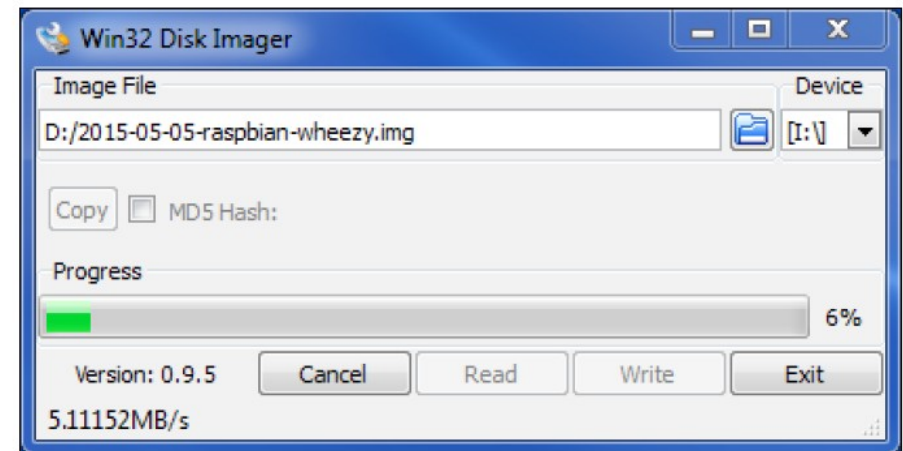 Win32 Disk Imager
Image File
Device
D:/2015-05-05-raspbian-wheezy.img
[I:\]
Copy
MD5 Hash:
Progress
6%
Version: 0.9.5
Cancel
Read
Write
Exit
5.11152MB/s